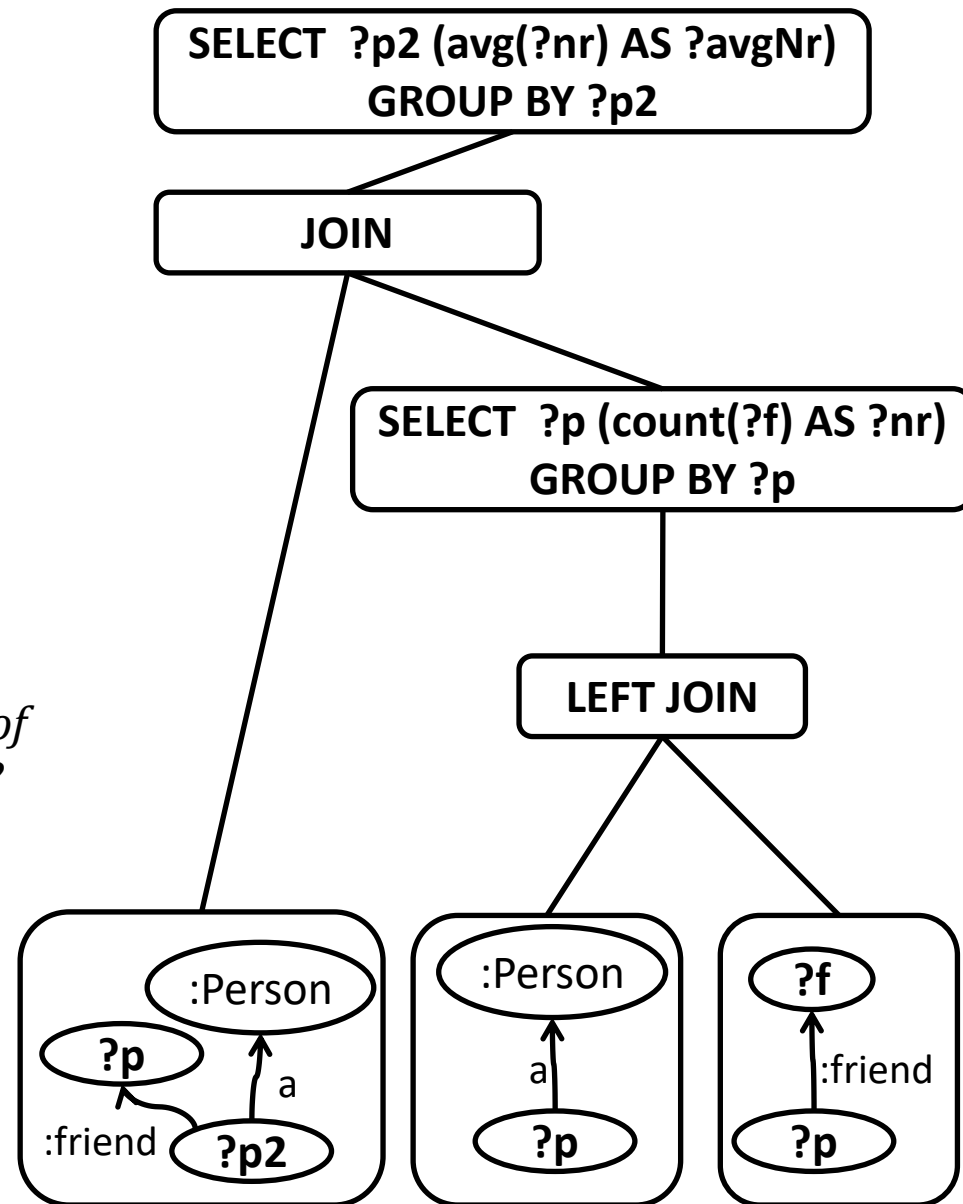 SELECT ?p2 (avg(?nr) AS ?avgNr)
GROUP BY ?p2
JOIN
SELECT ?p (count(?f) AS ?nr)
GROUP BY ?p
LEFT JOIN
of
?
:Person
?p
a
:friend
?p2
:Person
a
?p
?f
:friend
?p